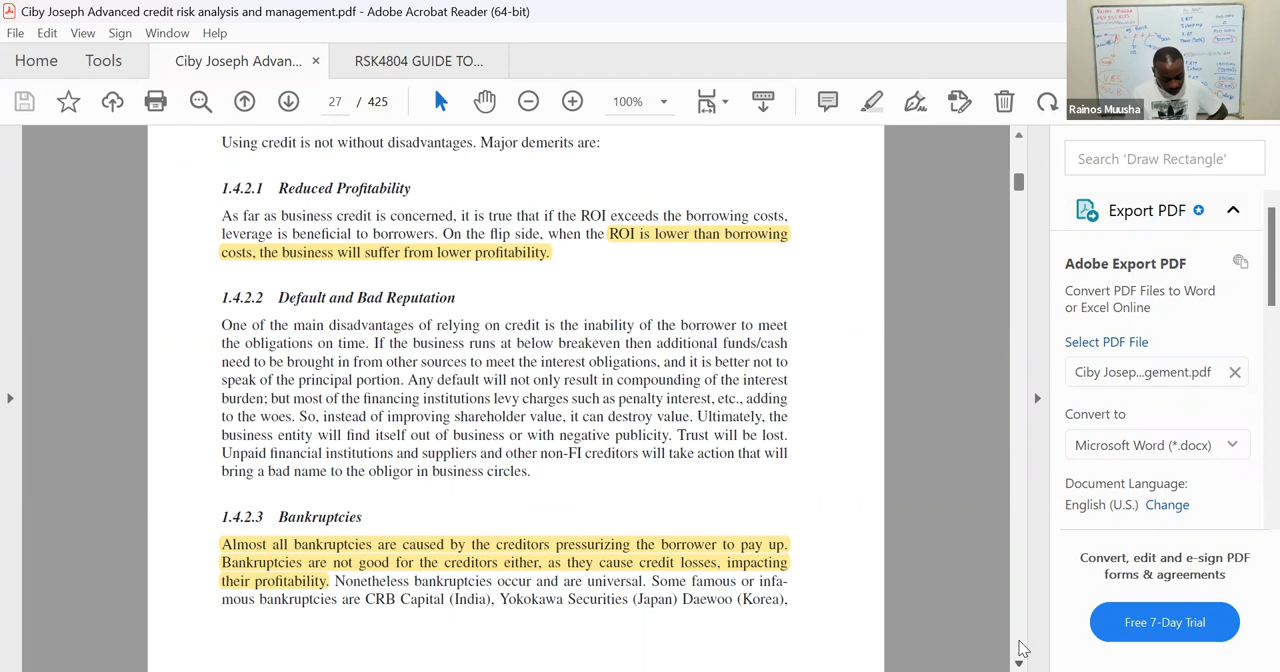 Ciby Joseph Advanced credit risk analysis and management.pdf - Adobe Acrobat Reader (64-bit)
File Edit View Sign Window Help
Home Tools Ciby Joseph Advan... × RSK4804 GUIDE TO...
27 / 425 100%
Rainos Muusha
Using credit is not without disadvantages. Major demerits are:
1.4.2.1 Reduced Profitability
As far as business credit is concerned, it is true that if the ROI exceeds the borrowing costs,
leverage is beneficial to borrowers. On the flip side, when the ROI is lower than borrowing
costs, the business will suffer from lower profitability.
1.4.2.2 Default and Bad Reputation
One of the main disadvantages of relying on credit is the inability of the borrower to meet
the obligations on time. If the business runs at below breakeven then additional funds/cash
need to be brought in from other sources to meet the interest obligations, and it is better not to
speak of the principal portion. Any default will not only result in compounding of the interest
burden; but most of the financing institutions levy charges such as penalty interest, etc., adding
to the woes. So, instead of improving shareholder value, it can destroy value. Ultimately, the
business entity will find itself out of business or with negative publicity. Trust will be lost.
Unpaid financial institutions and suppliers and other non-FI creditors will take action that will
bring a bad name to the obligor in business circles.
1.4.2.3 Bankruptcies
Almost all bankruptcies are caused by the creditors pressurizing the borrower to pay up.
Bankruptcies are not good for the creditors either, as they cause credit losses, impacting
their profitability. Nonetheless bankruptcies occur and are universal. Some famous or infa-
mous bankruptcies are CRB Capital (India), Yokokawa Securities (Japan) Daewoo (Korea),
Search 'Draw Rectangle'
Export PDF
Adobe Export PDF
Convert PDF Files to Word
or Excel Online
Select PDF File
Ciby Josep...gement.pdf
Convert to
Microsoft Word (*.docx)
Document Language:
English (U.S.) Change
Convert, edit and e-sign PDF
forms & agreements
Free 7-Day Trial